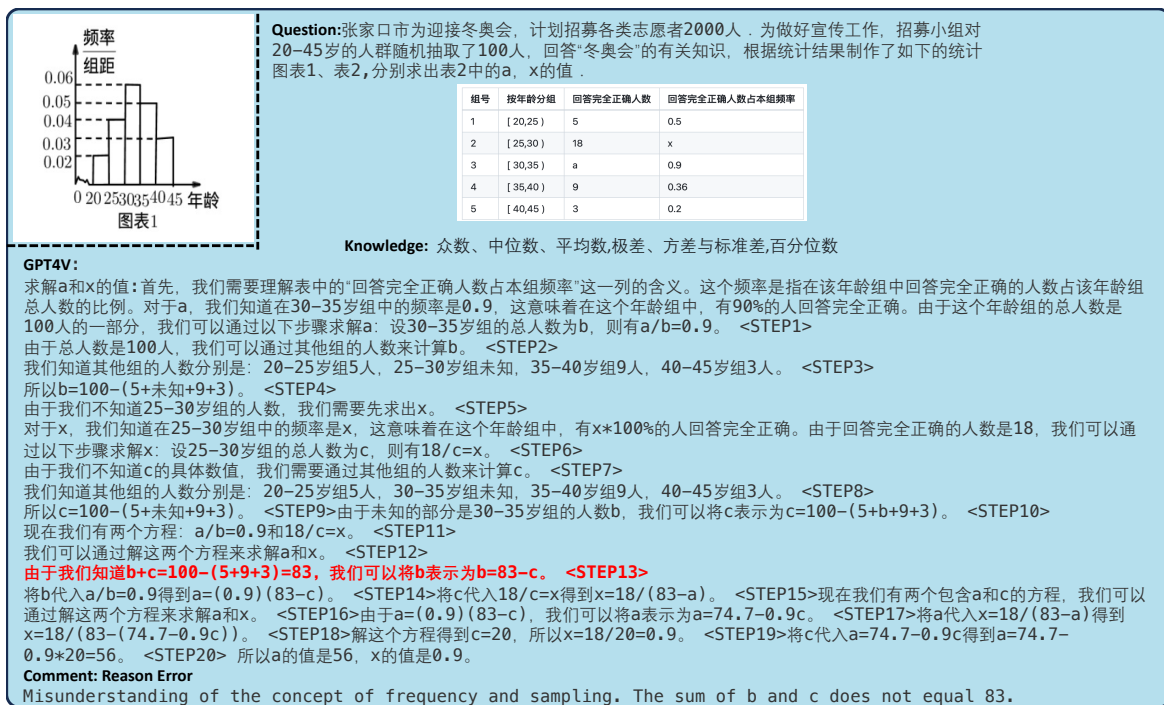 频率
组距
0.06
0.05
0.04
0.03
0.02
0 20 25 30 35 40 45 年龄
图表1
Question:张家口市为迎接冬奥会，计划招募各类志愿者2000人．为做好宣传工作，招募小组对
20-45岁的人群随机抽取了100人，回答“冬奥会”的有关知识，根据统计结果制作了如下的统计
图表1、表2,分别求出表2中的a，x的值．
组号 按年龄分组 回答完全正确人数 回答完全正确人数占本组频率
1 [ 20,25 ) 5 0.5
2 [ 25,30 ) 18 x
3 [ 30,35 ) a 0.9
4 [ 35,40 ) 9 0.36
5 [ 40,45 ) 3 0.2
Knowledge: 众数、中位数、平均数,极差、方差与标准差,百分位数
GPT4V:
求解a和x的值:首先，我们需要理解表中的“回答完全正确人数占本组频率”这一列的含义。这个频率是指在该年龄组中回答完全正确的人数占该年龄组
总人数的比例。对于a，我们知道在30-35岁组中的频率是0.9，这意味着在这个年龄组中，有90%的人回答完全正确。由于这个年龄组的总人数是
100人的一部分，我们可以通过以下步骤求解a：设30-35岁组的总人数为b，则有a/b=0.9。 <STEP1>
由于总人数是100人，我们可以通过其他组的人数来计算b。 <STEP2>
我们知道其他组的人数分别是：20-25岁组5人，25-30岁组未知，35-40岁组9人，40-45岁组3人。 <STEP3>
所以b=100-(5+未知+9+3)。 <STEP4>
由于我们不知道25-30岁组的人数，我们需要先求出x。 <STEP5>
对于x，我们知道在25-30岁组中的频率是x，这意味着在这个年龄组中，有x*100%的人回答完全正确。由于回答完全正确的人数是18，我们可以通
过以下步骤求解x：设25-30岁组的总人数为c，则有18/c=x。 <STEP6>
由于我们不知道c的具体数值，我们需要通过其他组的人数来计算c。 <STEP7>
我们知道其他组的人数分别是：20-25岁组5人，30-35岁组未知，35-40岁组9人，40-45岁组3人。 <STEP8>
所以c=100-(5+未知+9+3)。 <STEP9>由于未知的部分是30-35岁组的人数b，我们可以将c表示为c=100-(5+b+9+3)。 <STEP10>
现在我们有两个方程：a/b=0.9和18/c=x。 <STEP11>
我们可以通过解这两个方程来求解a和x。 <STEP12>
由于我们知道b+c=100-(5+9+3)=83，我们可以将b表示为b=83-c。 <STEP13>
将b代入a/b=0.9得到a=(0.9)(83-c)。 <STEP14>将c代入18/c=x得到x=18/(83-a)。 <STEP15>现在我们有两个包含a和c的方程，我们可以
通过解这两个方程来求解a和x。 <STEP16>由于a=(0.9)(83-c)，我们可以将a表示为a=74.7-0.9c。 <STEP17>将a代入x=18/(83-a)得到
x=18/(83-(74.7-0.9c))。 <STEP18>解这个方程得到c=20，所以x=18/20=0.9。 <STEP19>将c代入a=74.7-0.9c得到a=74.7-
0.9*20=56。 <STEP20> 所以a的值是56，x的值是0.9。
Comment: Reason Error
Misunderstanding of the concept of frequency and sampling. The sum of b and c does not equal 83.